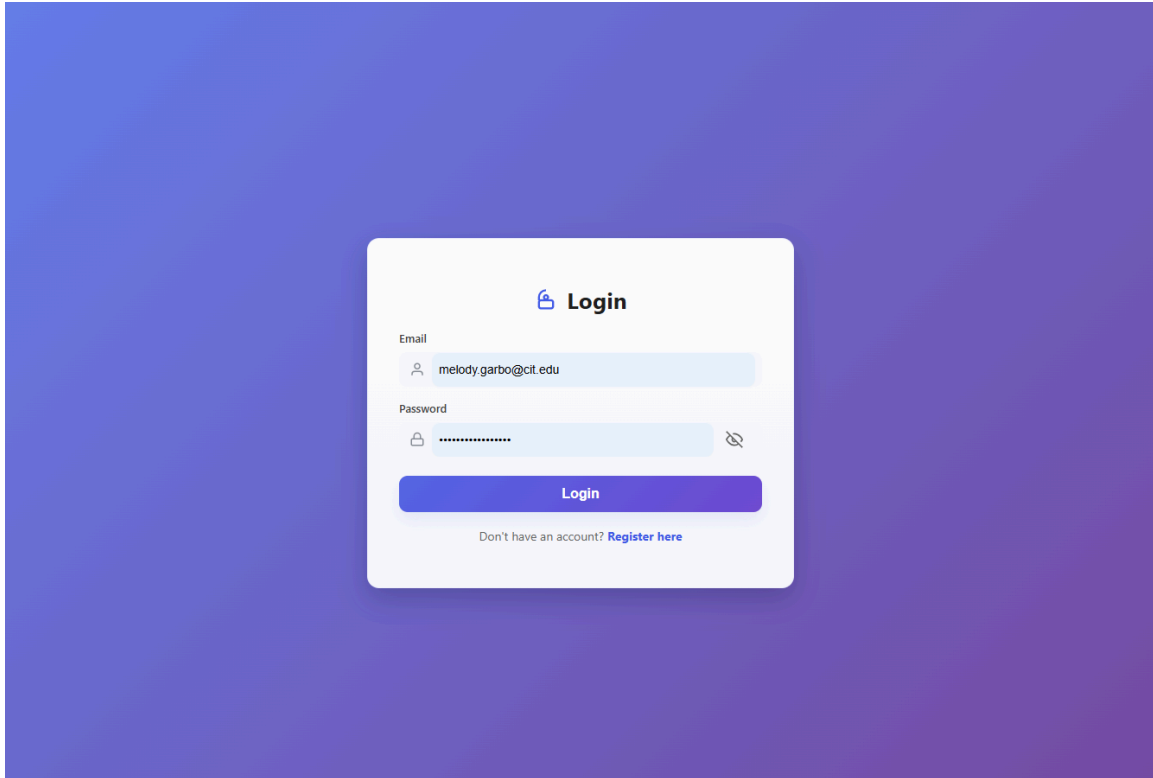 Login
Email
melody.garbo@cit.edu
Password
•••••••••••••••••
Login
Don't have an account? Register here